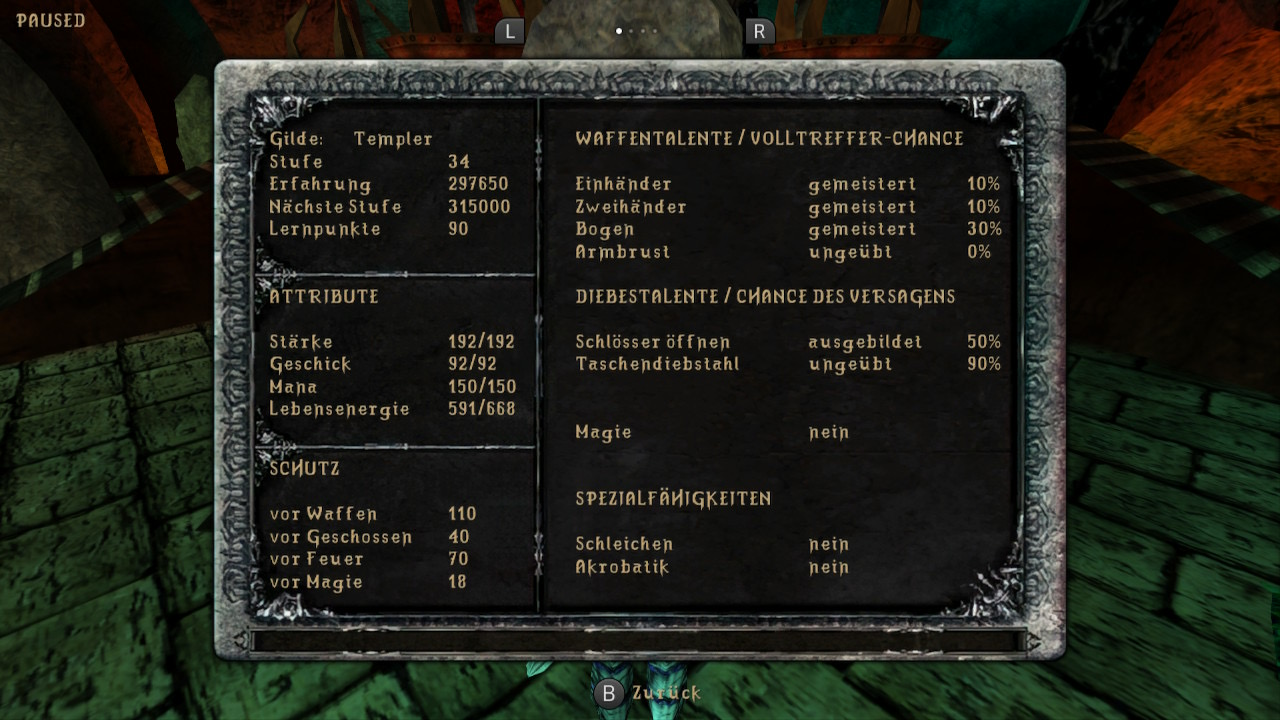 PAUSED
L
R
Gilde: Templer
Stufe 34
Erfahrung 297650
Nächste Stufe 315000
Lernpunkte 90
ATTRIBUTE
Stärke 192/192
Geschick 92/92
Mana 150/150
Lebensenergie 591/668
SCHUTZ
vor Waffen 110
vor Geschossen 40
vor Feuer 70
vor Magie 18
WAFFENTALENTE / VOLLTREFFER-CHANCE
Einhänder gemeistert 10%
Zweihänder gemeistert 10%
Bogen gemeistert 30%
Armbrust ungeübt 0%
DIEBESTALENTE / CHANCE DES VERSAGENS
Schlösser öffnen ausgebildet 50%
Taschendiebstahl ungeübt 90%
Magie nein
SPEZIALFÄHIGKEITEN
Schleichen nein
Akrobatik nein
B Zurück